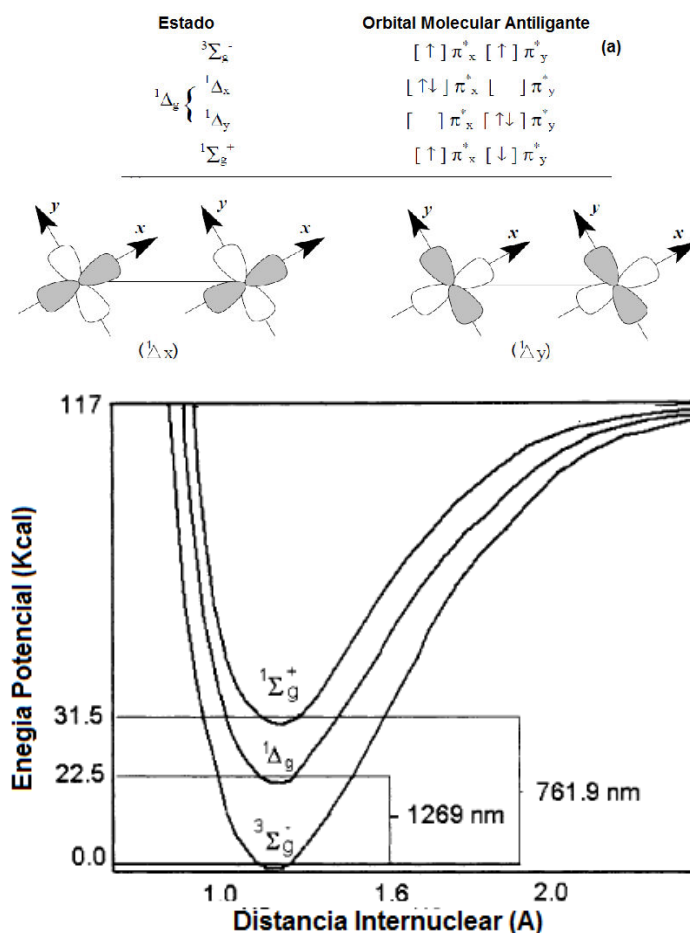 Estado Orbital Molecular Antiligante (a)
³Σg⁻ [↑] π*x [↑] π*y
¹Δg { ¹Δx [↑↓] π*x [ ] π*y
¹Δy [ ] π*x [↑↓] π*y
¹Σg⁺ [↑] π*x [↓] π*y
y x y x
(¹Δx) (¹Δy)
117
Enegia Potencial (Kcal)
¹Σg⁺
31.5
¹Δg
22.5
761.9 nm
1269 nm
³Σg⁻
0.0
1.0 1.6 2.0
Distancia Internuclear (A)